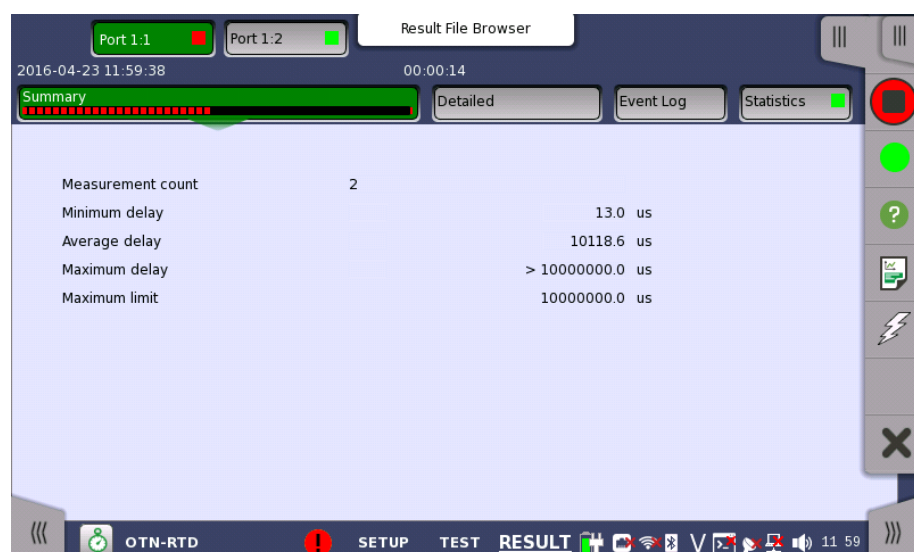 Port 1:1 Port 1:2 Result File Browser
2016-04-23 11:59:38 00:00:14
Summary Detailed Event Log Statistics
Measurement count 2
Minimum delay 13.0 us
Average delay 10118.6 us
Maximum delay > 10000000.0 us
Maximum limit 10000000.0 us
OTN-RTD SETUP TEST RESULT 11 59